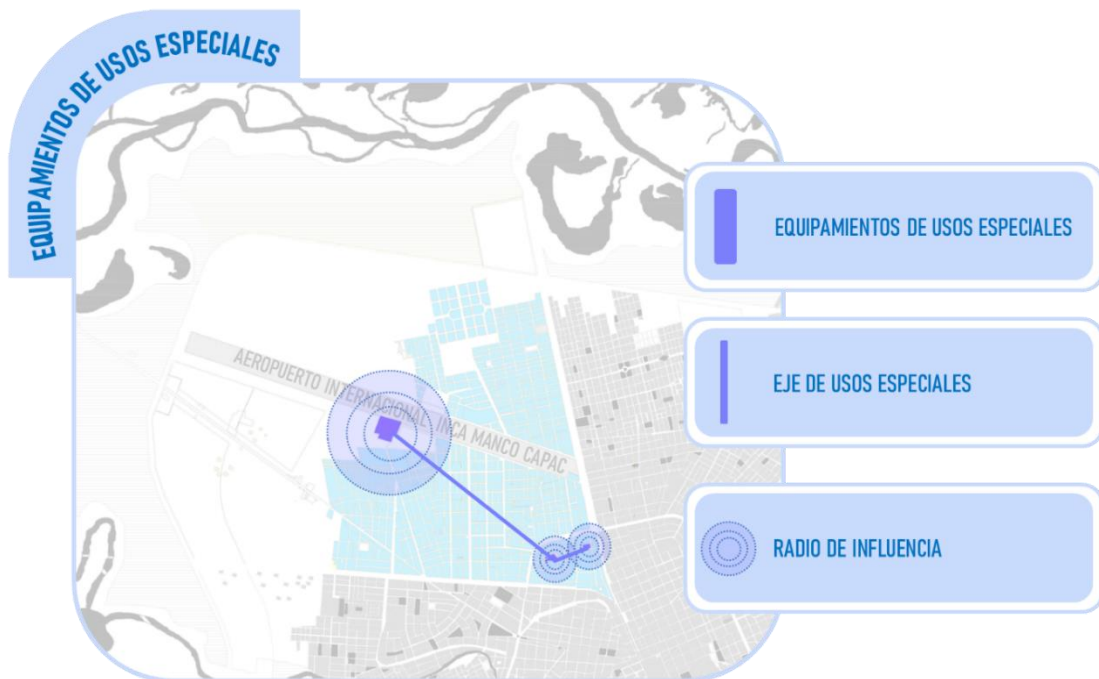 EQUIPAMIENTOS DE USOS ESPECIALES
AEROPUERTO INTERNACIONAL INCA MANCO CAPAC
EQUIPAMIENTOS DE USOS ESPECIALES
EJE DE USOS ESPECIALES
RADIO DE INFLUENCIA